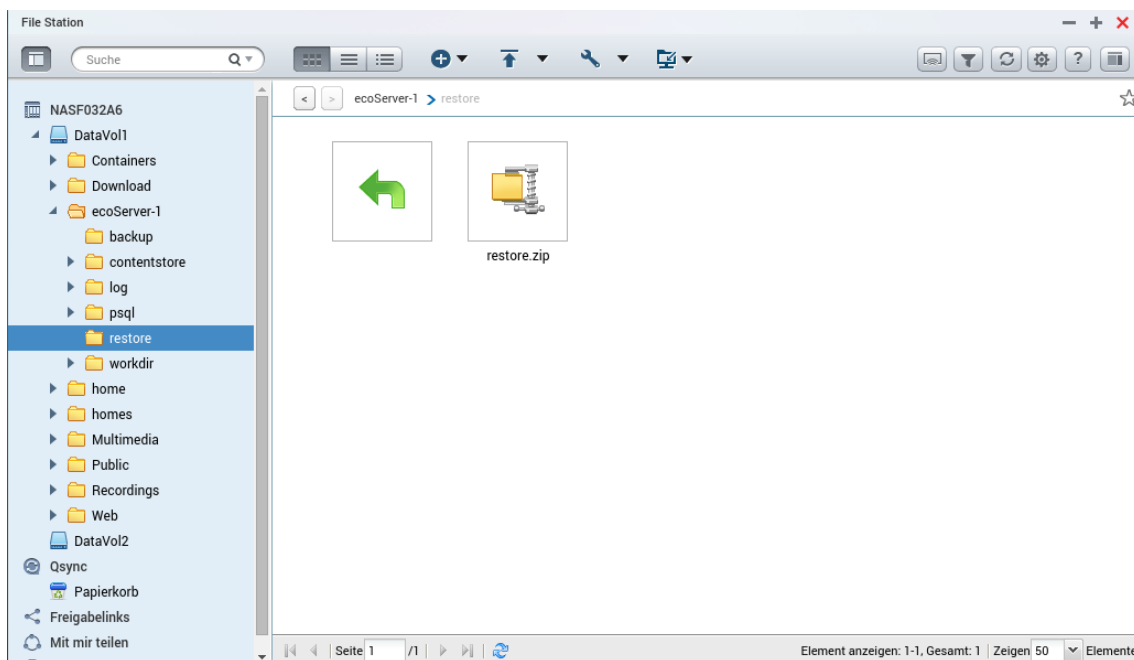 File Station
Suche
NASF032A6
DataVol1
Containers
Download
ecoServer-1
backup
contentstore
log
psql
restore
workdir
home
homes
Multimedia
Public
Recordings
Web
DataVol2
Qsync
Papierkorb
Freigabelinks
Mit mir teilen
< > ecoServer-1 > restore
restore.zip
Seite 1 /1 Element anzeigen: 1-1, Gesamt: 1 Zeigen 50 Elemente